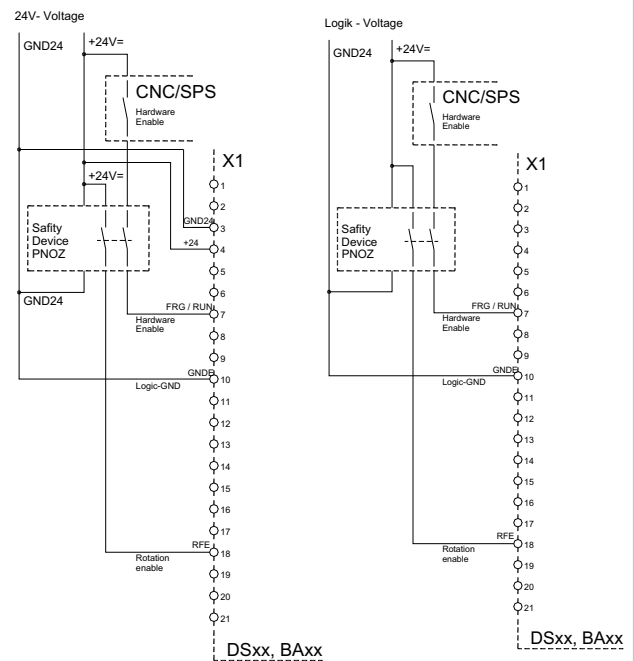 24V- Voltage
GND24
+24V=
CNC/SPS
Hardware
Enable
X1
+24V=
Safity
Device
PNOZ
GND24
1
2
GND24
3
+24
4
5
6
FRG / RUN
7
Hardware
Enable
8
9
GNDE
10
Logic-GND
11
12
13
14
15
16
17
RFE
18
Rotation
enable
19
20
21
DSxx, BAxx
Logik - Voltage
GND24
+24V=
CNC/SPS
Hardware
Enable
X1
Safity
Device
PNOZ
1
2
3
4
5
6
FRG / RUN
7
Hardware
Enable
8
9
GNDE
10
Logic-GND
11
12
13
14
15
16
17
RFE
18
Rotation
enable
19
20
21
DSxx, BAxx